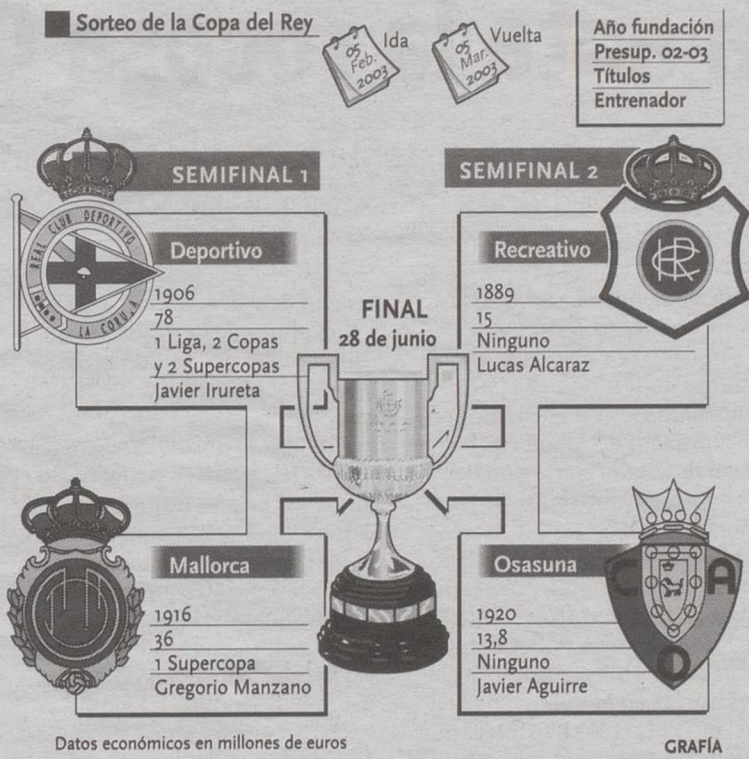 Sorteo de la Copa del Rey
05
Feb.
2003
Ida
05
Mar.
2003
Vuelta
Año fundación
Presup. 02-03
Títulos
Entrenador
SEMIFINAL 1
SEMIFINAL 2
REAL CLUB DEPORTIVO
LA CORUÑA
Deportivo
1906
78
1 Liga, 2 Copas
y 2 Supercopas
Javier Irureta
FINAL
28 de junio
Recreativo
1889
15
Ninguno
Lucas Alcaraz
Mallorca
1916
36
1 Supercopa
Gregorio Manzano
Osasuna
1920
13,8
Ninguno
Javier Aguirre
C A
O
Datos económicos en millones de euros
GRAFÍA